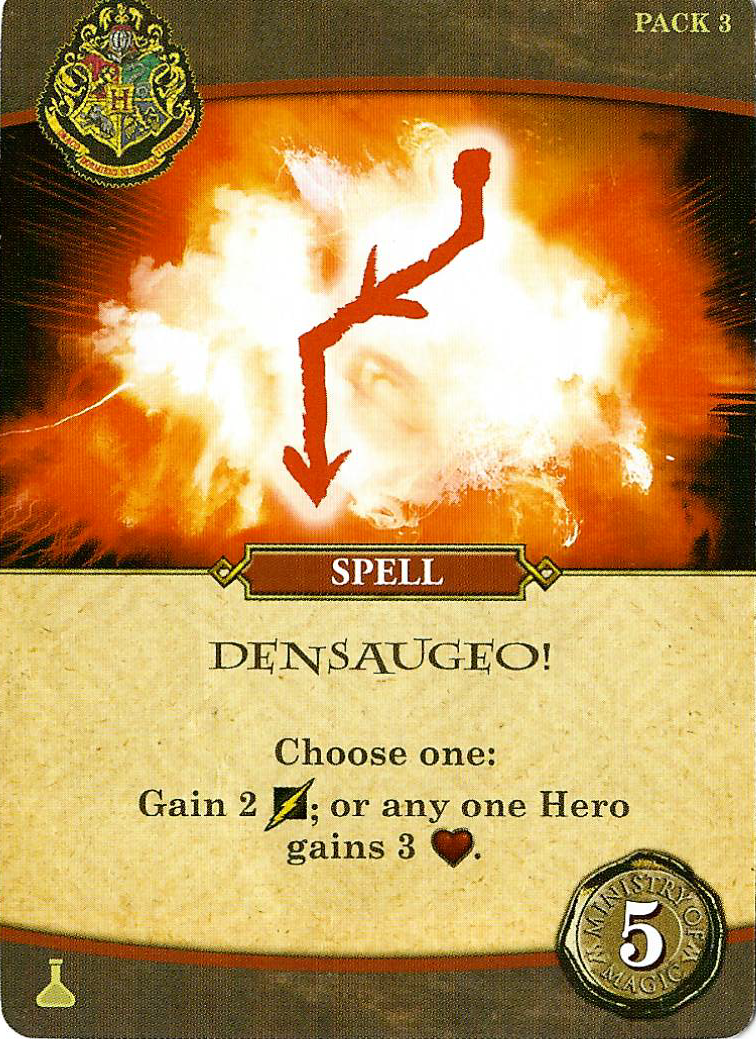 PACK 3
H
SPELL
DENSAUGEO!
Choose one:
Gain 2 ; or any one Hero
gains 3 .
MINISTRY OF
5
M M
MAGIC